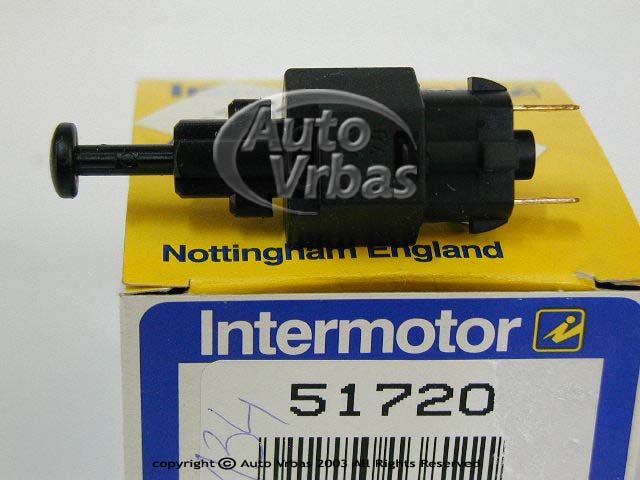 Auto
Vrbas
Nottingham England
Intermotor
51720
copyright © Auto Vrbas 2003 All Rights Reserved